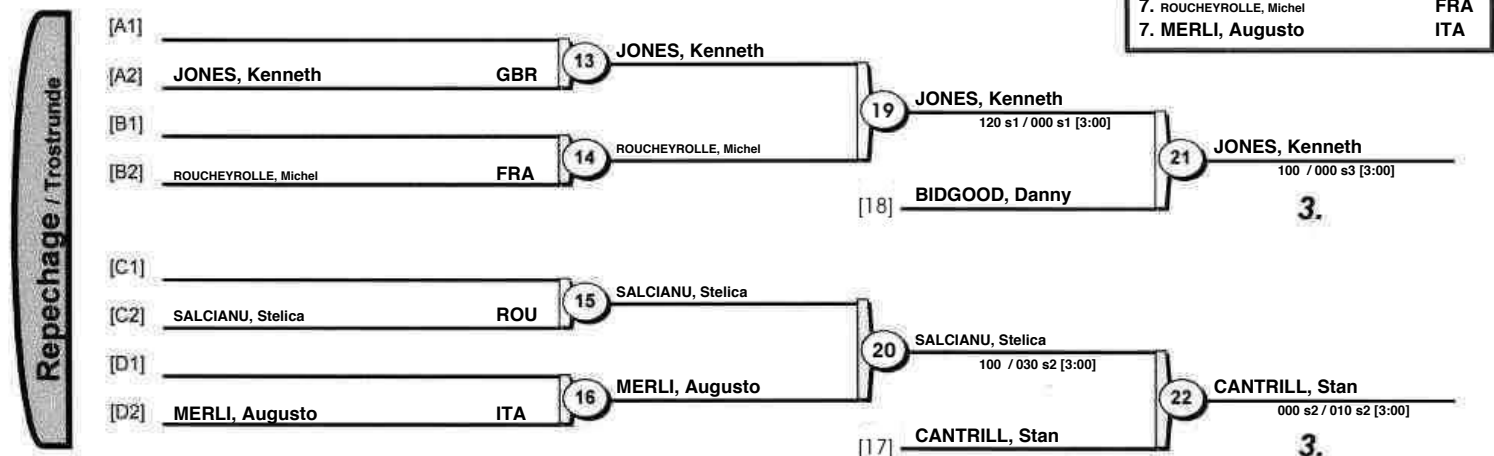 7. ROUCHEYROLLE, Michel FRA
7. MERLI, Augusto ITA
Repechage / Trostrunde
[A1]
[A2] JONES, Kenneth GBR
13 JONES, Kenneth
[B1]
[B2] ROUCHEYROLLE, Michel FRA
14 ROUCHEYROLLE, Michel
19 JONES, Kenneth
120 s1 / 000 s1 [3:00]
[18] BIDGOOD, Danny
21 JONES, Kenneth
100 / 000 s3 [3:00]
3.
[C1]
[C2] SALCIANU, Stelica ROU
15 SALCIANU, Stelica
[D1]
[D2] MERLI, Augusto ITA
16 MERLI, Augusto
20 SALCIANU, Stelica
100 / 030 s2 [3:00]
[17] CANTRILL, Stan
22 CANTRILL, Stan
000 s2 / 010 s2 [3:00]
3.